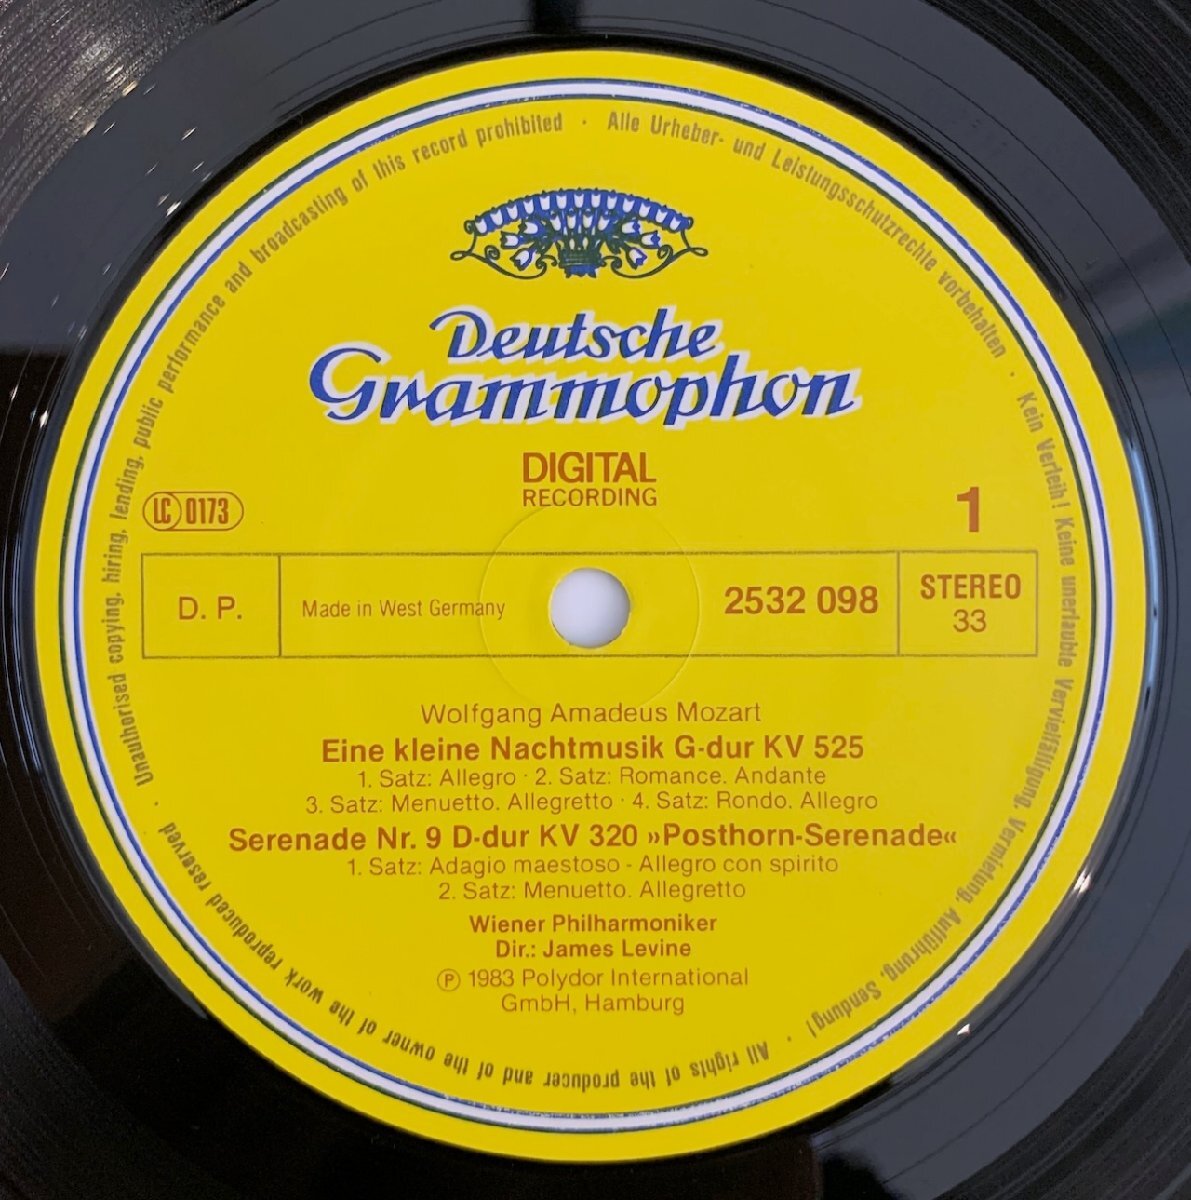 Deutsche
Grammophon
DIGITAL
RECORDING
LC 0173
1
D. P.
Made in West Germany
2532 098
STEREO
33
Wolfgang Amadeus Mozart
Eine kleine Nachtmusik G-dur KV 525
1. Satz: Allegro · 2. Satz: Romance. Andante
3. Satz: Menuetto. Allegretto · 4. Satz: Rondo. Allegro
Serenade Nr. 9 D-dur KV 320 »Posthorn-Serenade«
1. Satz: Adagio maestoso - Allegro con spirito
2. Satz: Menuetto. Allegretto
Wiener Philharmoniker
Dir.: James Levine
Ⓟ 1983 Polydor International
GmbH, Hamburg
Alle Urheber- und Leistungsschutzrechte vorbehalten · Kein Verleih! Keine unerlaubte Vervielfältigung, Vermietung, Aufführung, Sendung! ·
All rights of the producer and of the owner of the work reproduced reserved · Unauthorised copying, hiring, lending, public performance and broadcasting of this record prohibited ·